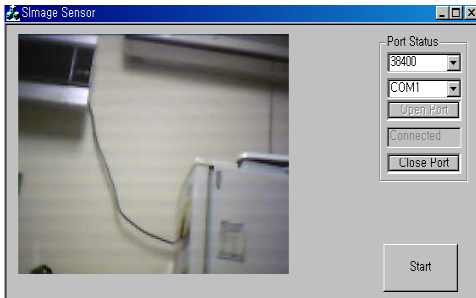 SImage Sensor
Port Status
38400
COM1
Open Port
Connected
Close Port
Start